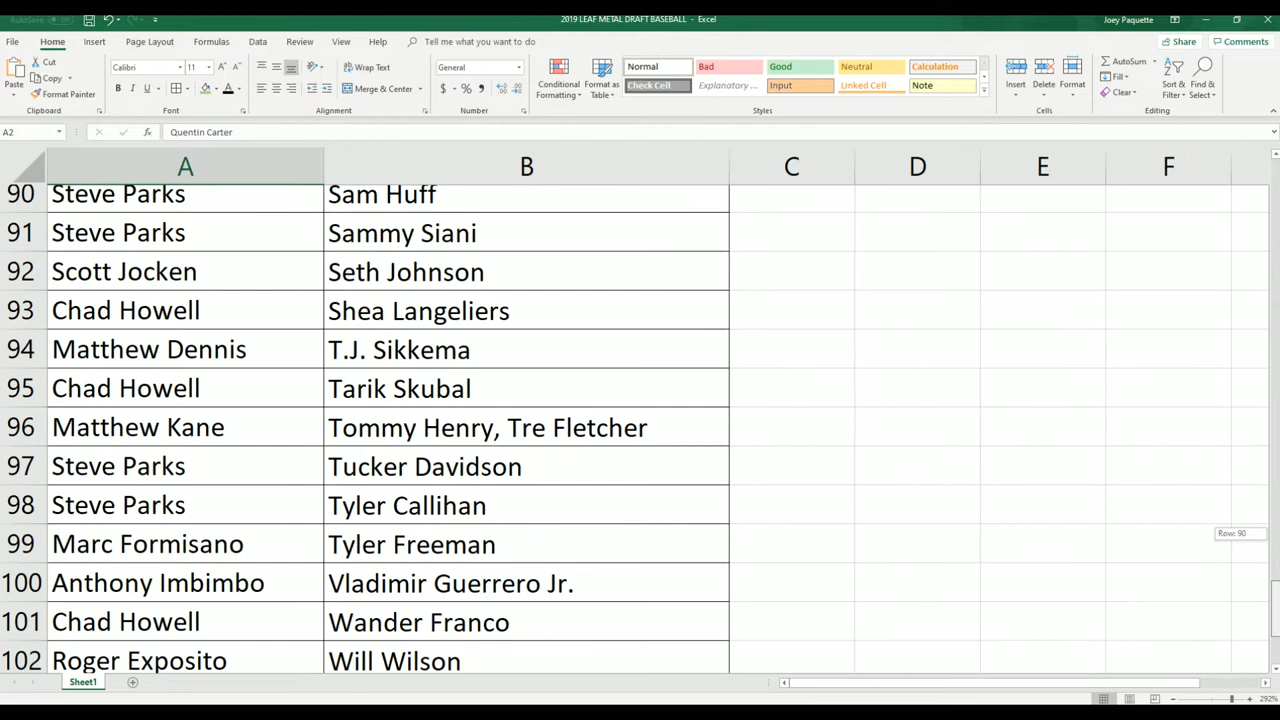 AutoSave Off 2019 LEAF METAL DRAFT BASEBALL - Excel Joey Paquette
File Home Insert Page Layout Formulas Data Review View Help Tell me what you want to do Share Comments
Paste Cut Copy Format Painter
Calibri 11
Wrap Text
Merge & Center
General
Conditional Formatting Format as Table
Normal Bad Good Neutral Calculation
Check Cell Explanatory ... Input Linked Cell Note
Insert Delete Format
AutoSum Fill Clear
Sort & Filter Find & Select
Clipboard Font Alignment Number Styles Cells Editing
A2 fx Quentin Carter
A B C D E F
90 Steve Parks Sam Huff
91 Steve Parks Sammy Siani
92 Scott Jocken Seth Johnson
93 Chad Howell Shea Langeliers
94 Matthew Dennis T.J. Sikkema
95 Chad Howell Tarik Skubal
96 Matthew Kane Tommy Henry, Tre Fletcher
97 Steve Parks Tucker Davidson
98 Steve Parks Tyler Callihan
99 Marc Formisano Tyler Freeman
Row: 90
100 Anthony Imbimbo Vladimir Guerrero Jr.
101 Chad Howell Wander Franco
102 Roger Exposito Will Wilson
Sheet1
292%